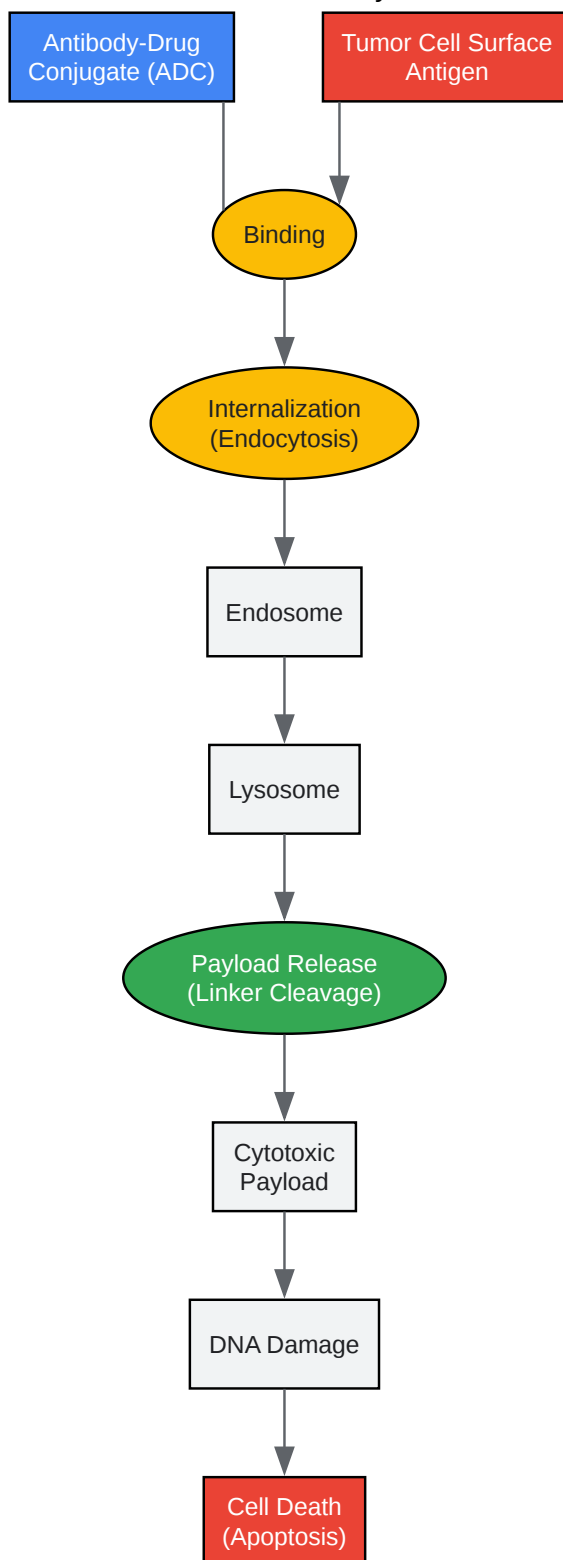 Antibody-Drug
Conjugate (ADC)
Tumor Cell Surface
Antigen
Binding
Internalization
(Endocytosis)
Endosome
Lysosome
Payload Release
(Linker Cleavage)
Cytotoxic
Payload
DNA Damage
Cell Death
(Apoptosis)